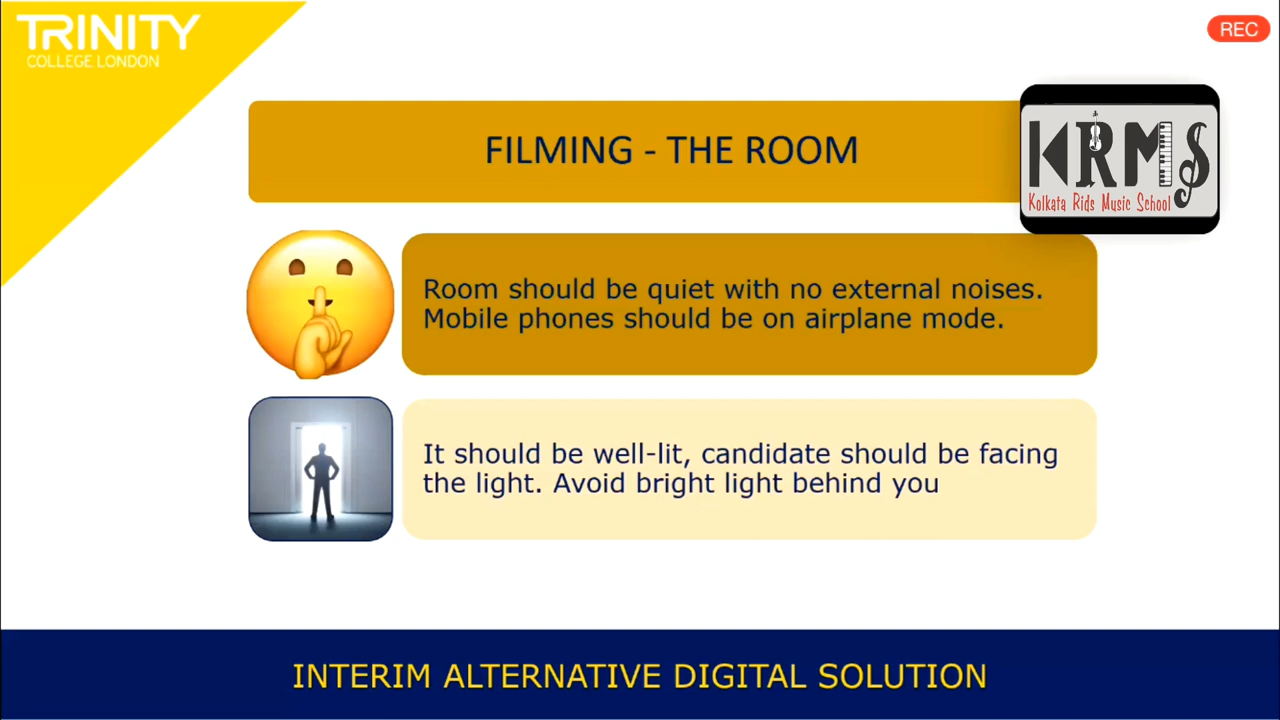 TRINITY
COLLEGE LONDON
REC
FILMING - THE ROOM
KRMS
Kolkata Rids Music School
Room should be quiet with no external noises.
Mobile phones should be on airplane mode.
It should be well-lit, candidate should be facing
the light. Avoid bright light behind you
INTERIM ALTERNATIVE DIGITAL SOLUTION